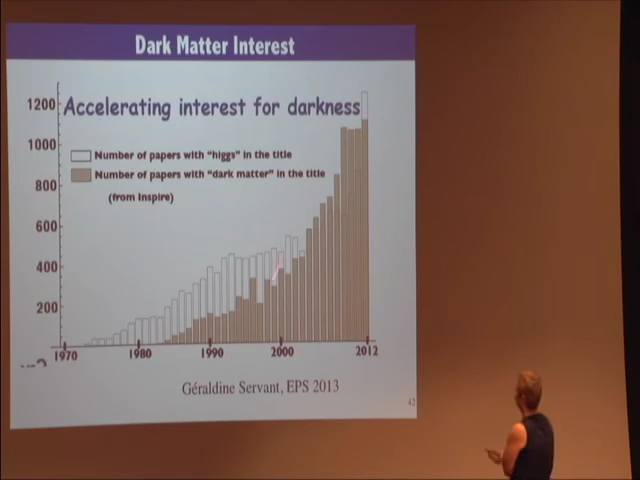 Dark Matter Interest
Accelerating interest for darkness
1200
1000
800
600
400
200
Number of papers with "higgs" in the title
Number of papers with "dark matter" in the title
(from Inspire)
1970
1980
1990
2000
2012
Géraldine Servant, EPS 2013
42